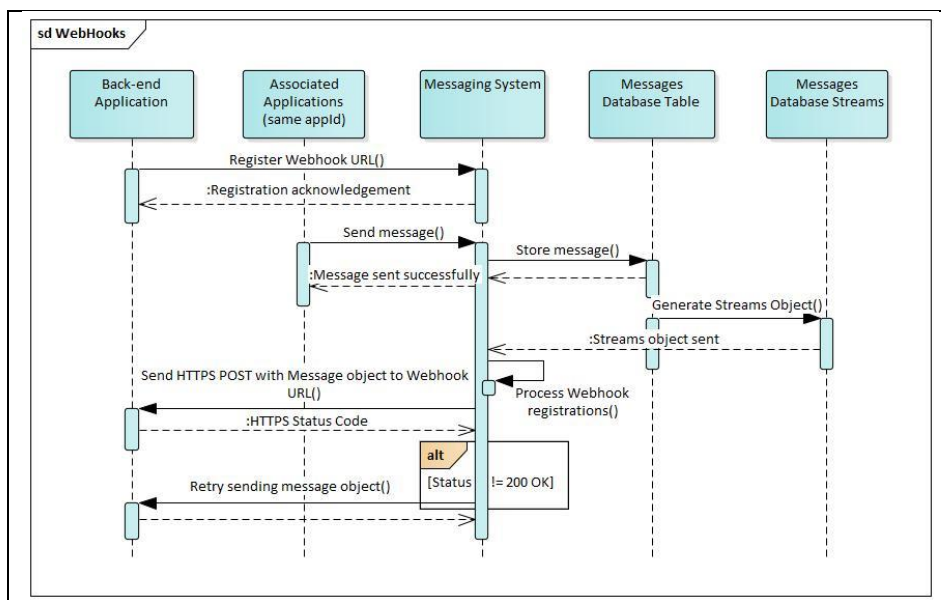 sd WebHooks
Back-end
Application
Associated
Applications
(same appId)
Messaging System
Messages
Database Table
Messages
Database Streams
Register Webhook URL()
:Registration acknowledgement
Send message()
Store message()
:Message sent successfully
Generate Streams Object()
:Streams object sent
Send HTTPS POST with Message object to Webhook
URL()
Process Webhook
registrations()
:HTTPS Status Code
alt
[Status != 200 OK]
Retry sending message object()